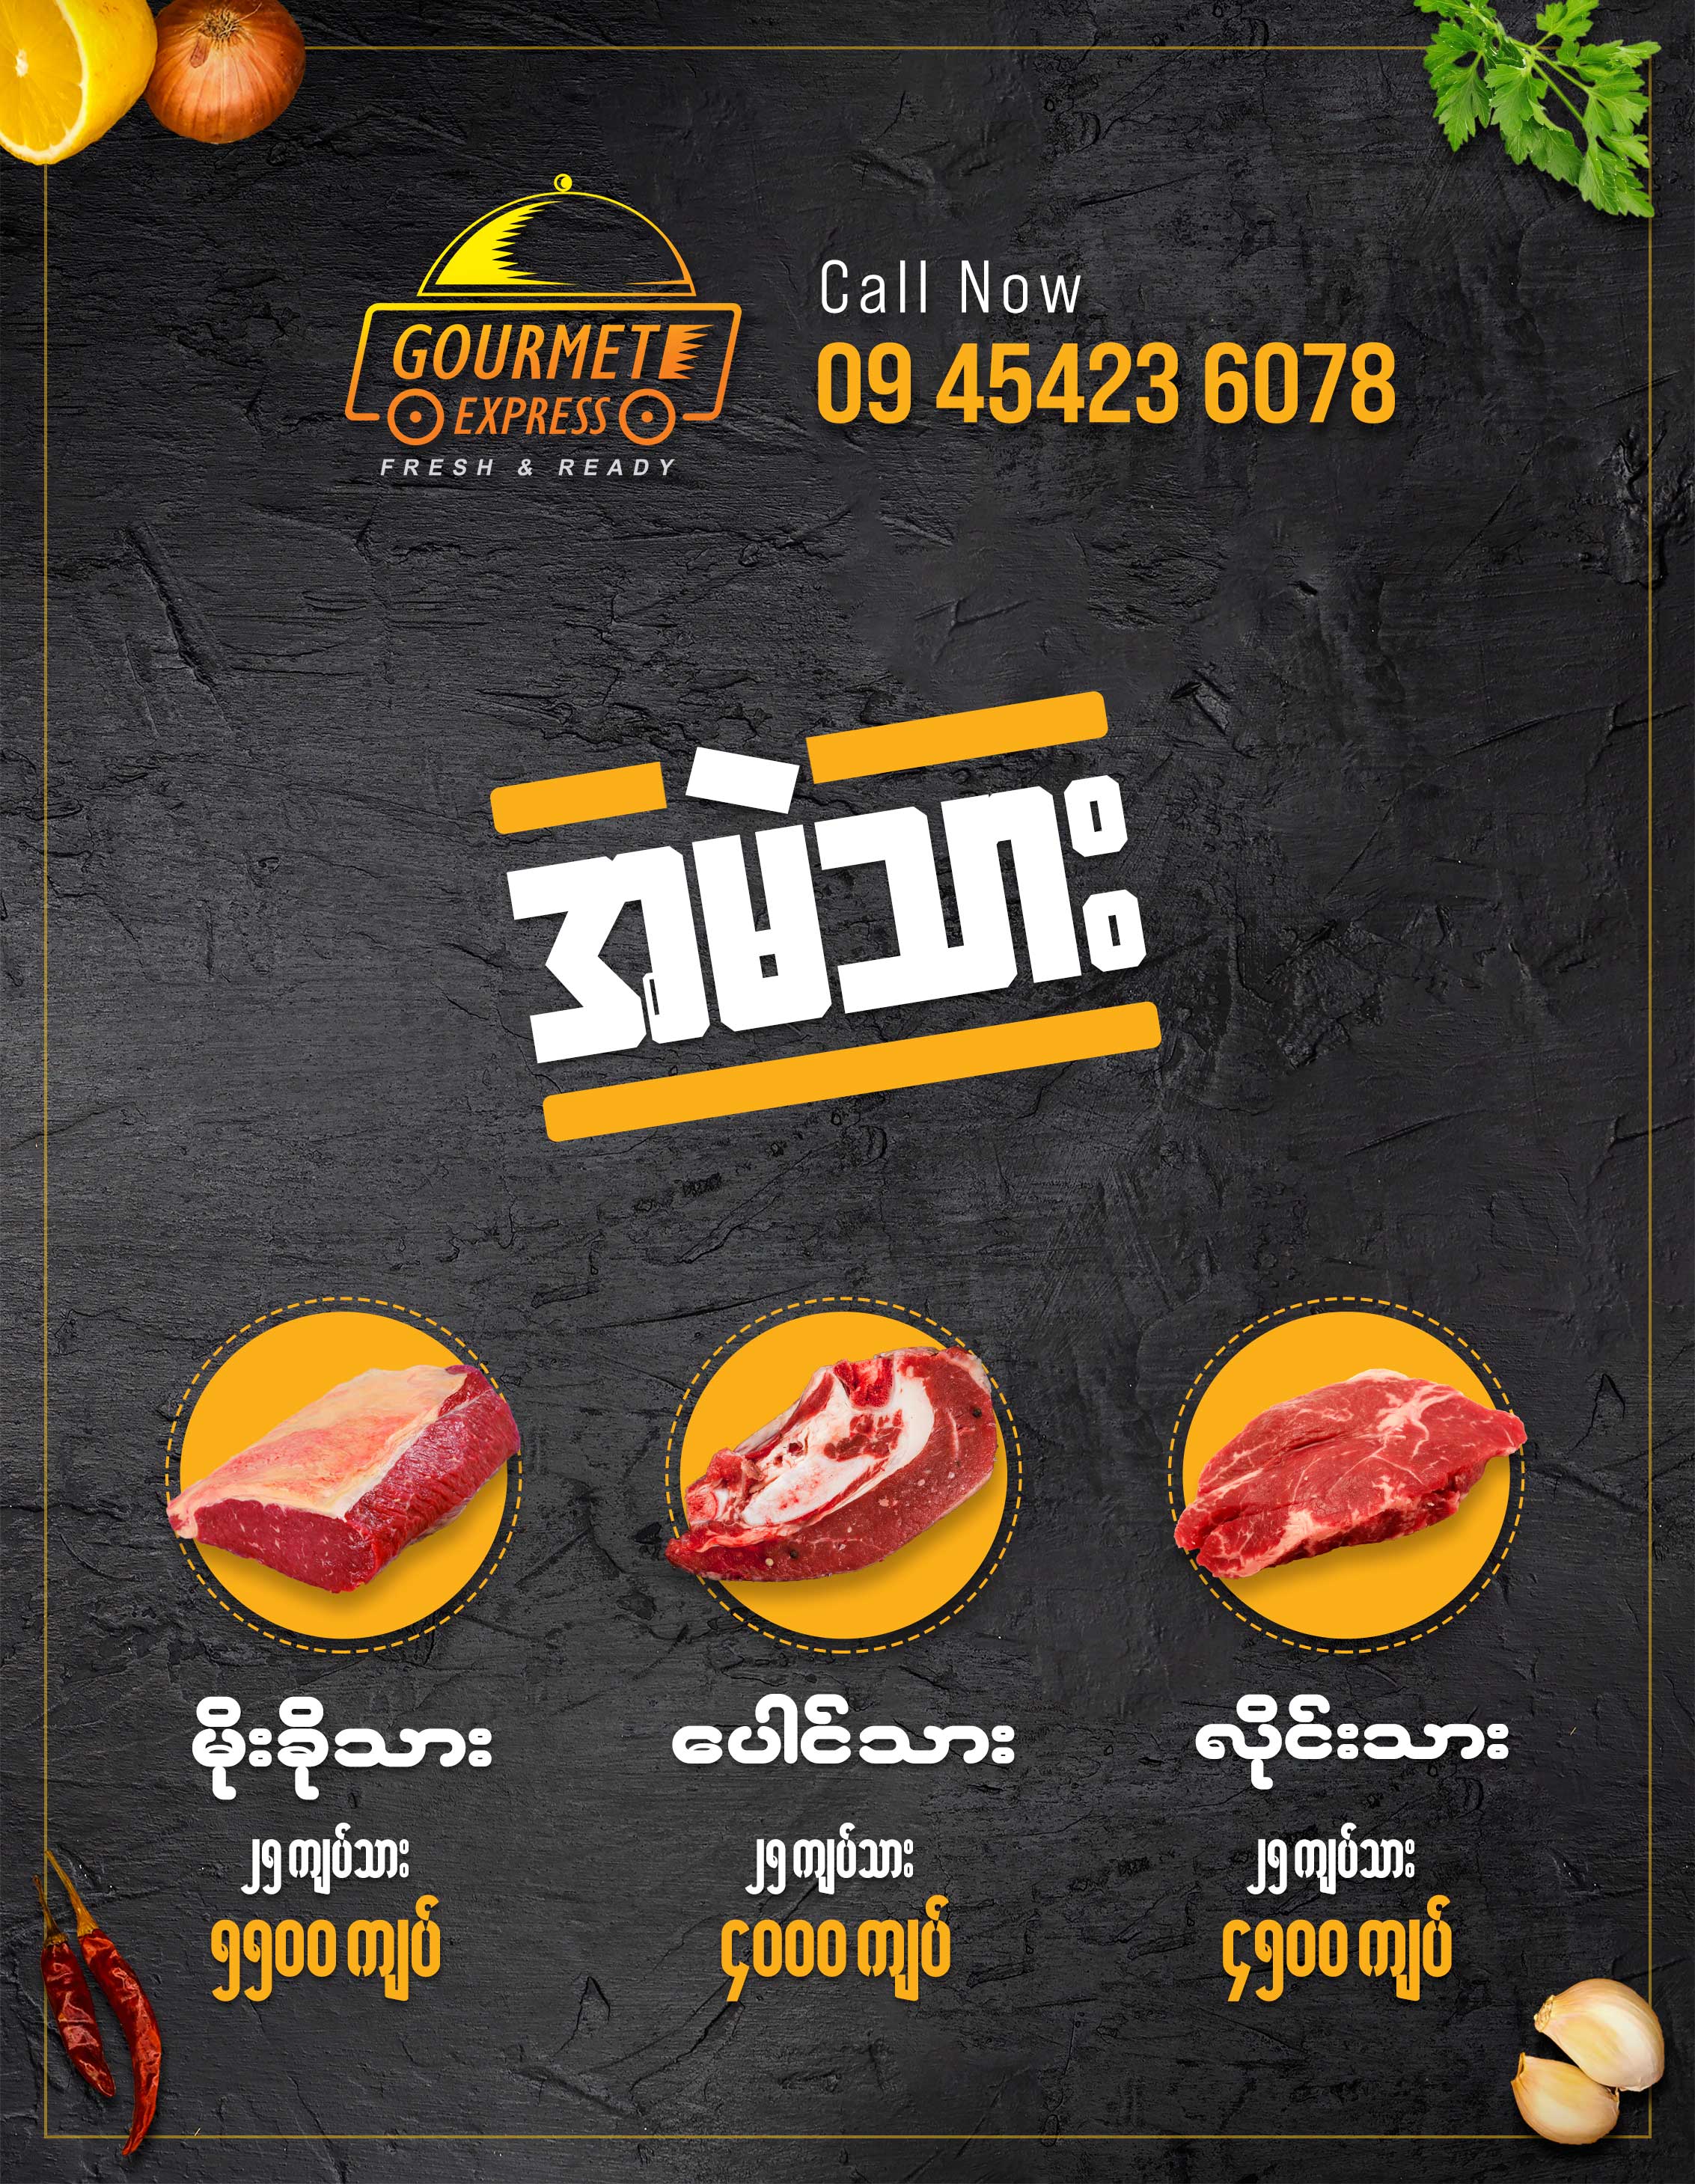 GOURMET
EXPRESS
FRESH & READY
Call Now
09 45423 6078
အမဲသား
မိုးခိုသား
၂၅ ကျပ်သား
၅၅၀၀ ကျပ်
ပေါင်သား
၂၅ ကျပ်သား
၄၀၀၀ ကျပ်
လိုင်းသား
၂၅ ကျပ်သား
၄၅၀၀ ကျပ်